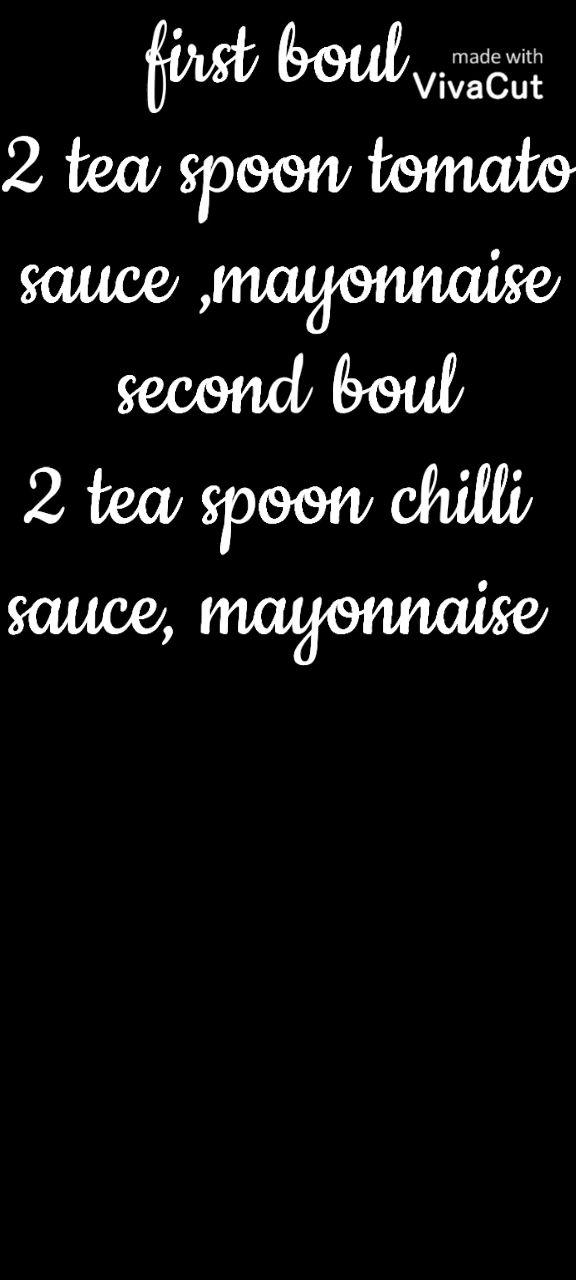 first boul
made with
VivaCut
2 tea spoon tomato
sauce ,mayonnaise
second boul
2 tea spoon chilli
sauce, mayonnaise